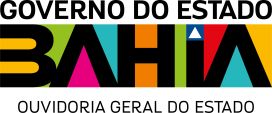 GOVERNO DO ESTADO
BAHIA
OUVIDORIA GERAL DO ESTADO